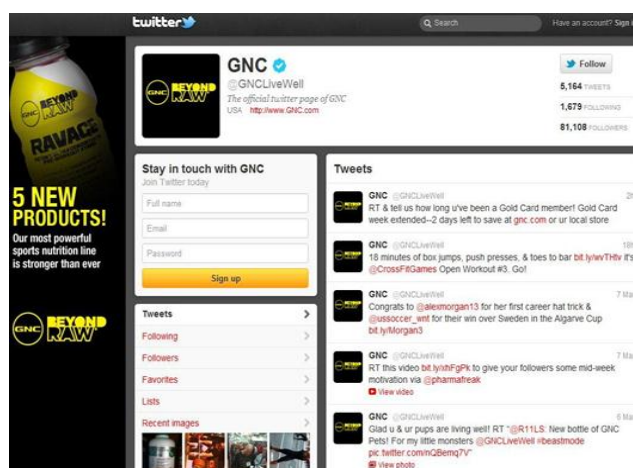 twitter
Search
Have an account? Sign i
GNC
@GNCLiveWell
The official twitter page of GNC
USA http://www.GNC.com
Follow
5,164 TWEETS
1,679 FOLLOWING
81,108 FOLLOWERS
GNC BEYOND RAW
GNC BEYOND RAW
RAVAGE
5 NEW
PRODUCTS!
Our most powerful
sports nutrition line
is stronger than ever
GNC BEYOND RAW
Stay in touch with GNC
Join Twitter today
Full name
Email
Password
Sign up
Tweets
Following
Followers
Favorites
Lists
Recent images
Tweets
GNC @GNCLiveWell 2h
RT & tell us how long u've been a Gold Card member! Gold Card
week extended--2 days left to save at gnc.com or ur local store
GNC @GNCLiveWell 18h
18 minutes of box jumps, push presses, & toes to bar bit.ly/wvTHtv it's
@CrossFitGames Open Workout #3. Go!
GNC @GNCLiveWell 7 Ma
Congrats to @alexmorgan13 for her first career hat trick &
@ussoccer_wnt for their win over Sweden in the Algarve Cup
bit.ly/Morgan3
GNC @GNCLiveWell 7 Ma
RT this video bit.ly/xhFgPk to give your followers some mid-week
motivation via @pharmafreak
View video
GNC @GNCLiveWell 6 Ma
Glad u & ur pups are living well! RT "@R11LS: New bottle of GNC
Pets! For my little monsters @GNCLiveWell #beastmode
pic.twitter.com/nQBemq7V"
View photo